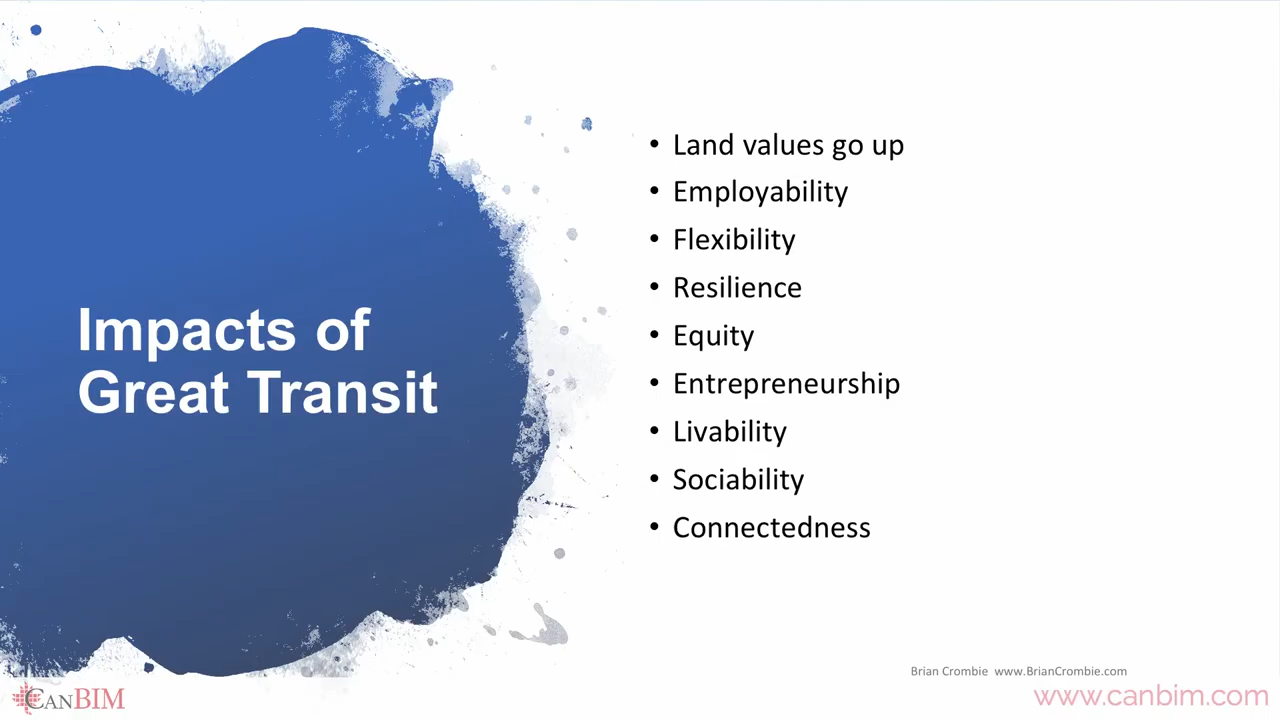 Impacts of
Great Transit
• Land values go up
• Employability
• Flexibility
• Resilience
• Equity
• Entrepreneurship
• Livability
• Sociability
• Connectedness
Brian Crombie www.BrianCrombie.com
CANBIM
www.canbim.com